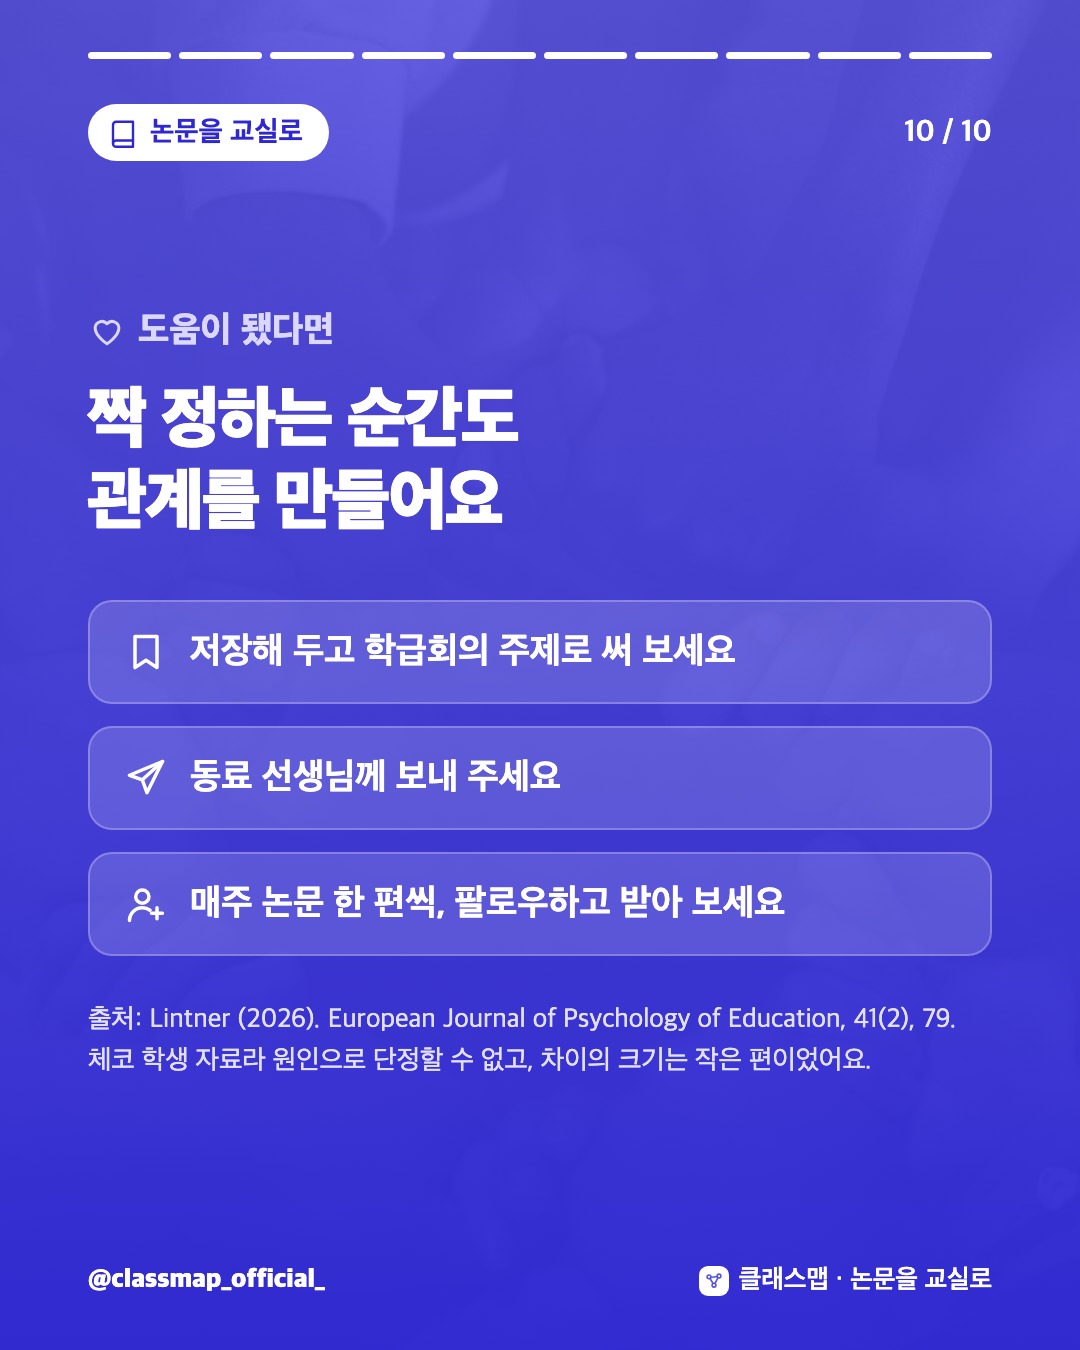 논문을 교실로
10 / 10
도움이 됐다면
짝 정하는 순간도
관계를 만들어요
저장해 두고 학급회의 주제로 써 보세요
동료 선생님께 보내 주세요
매주 논문 한 편씩, 팔로우하고 받아 보세요
출처: Lintner (2026). European Journal of Psychology of Education, 41(2), 79.
체코 학생 자료라 원인으로 단정할 수 없고, 차이의 크기는 작은 편이었어요.
@classmap_official_
클래스맵 · 논문을 교실로